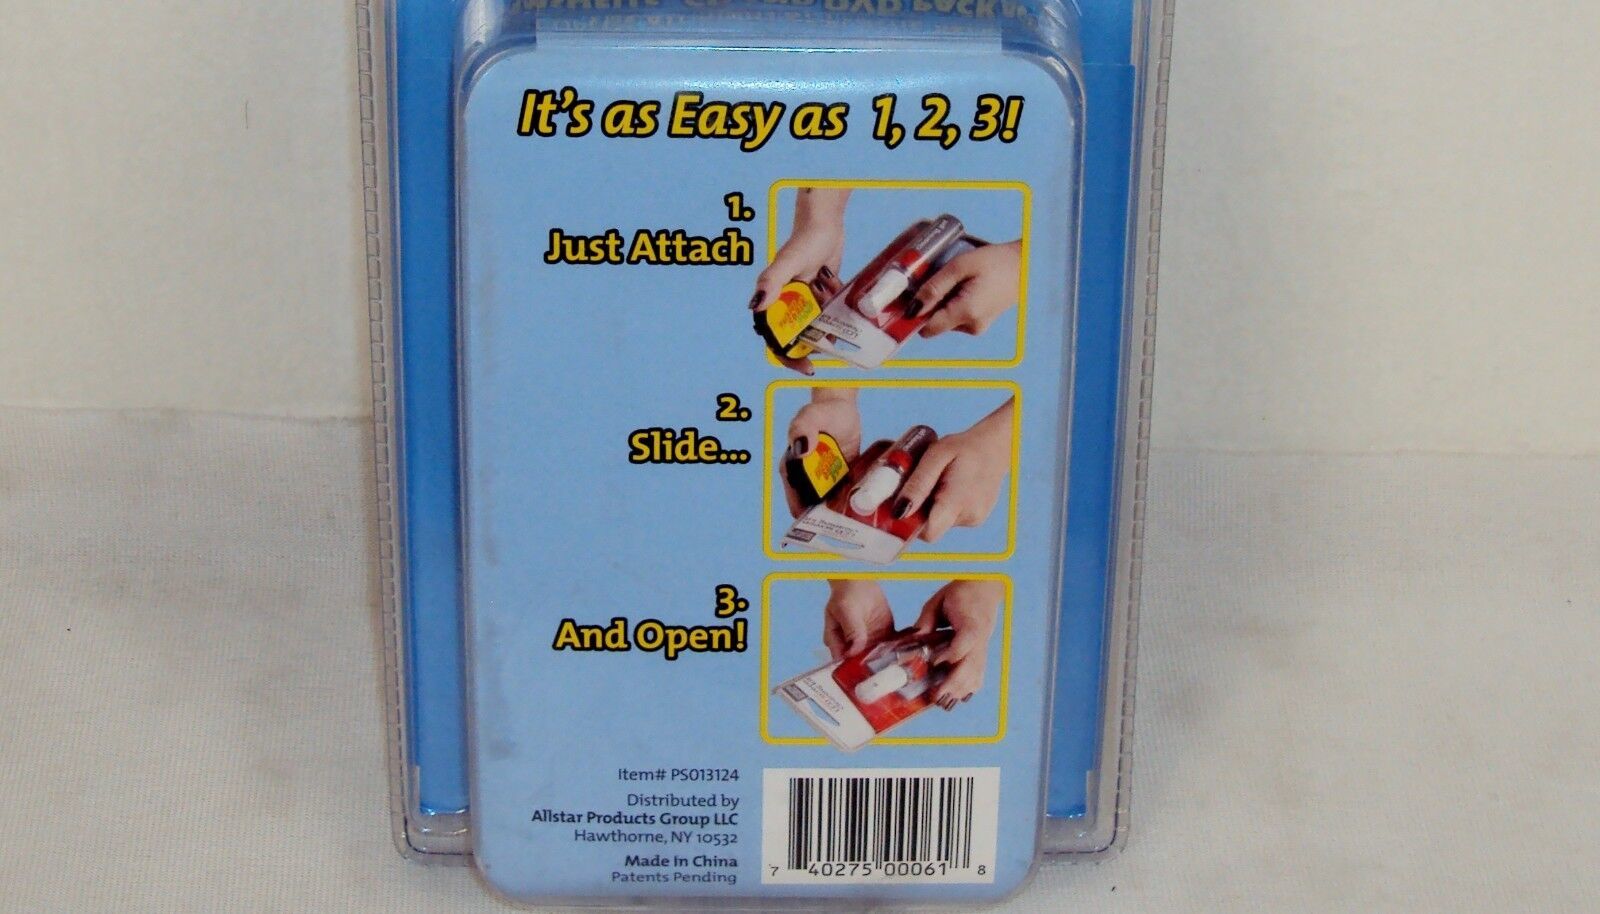 It's as Easy as 1, 2, 3!
1.
Just Attach
2.
Slide...
3.
And Open!
Item# PS013124
Distributed by
Allstar Products Group LLC
Hawthorne, NY 10532
Made In China
Patents Pending
7 40275 00061 8